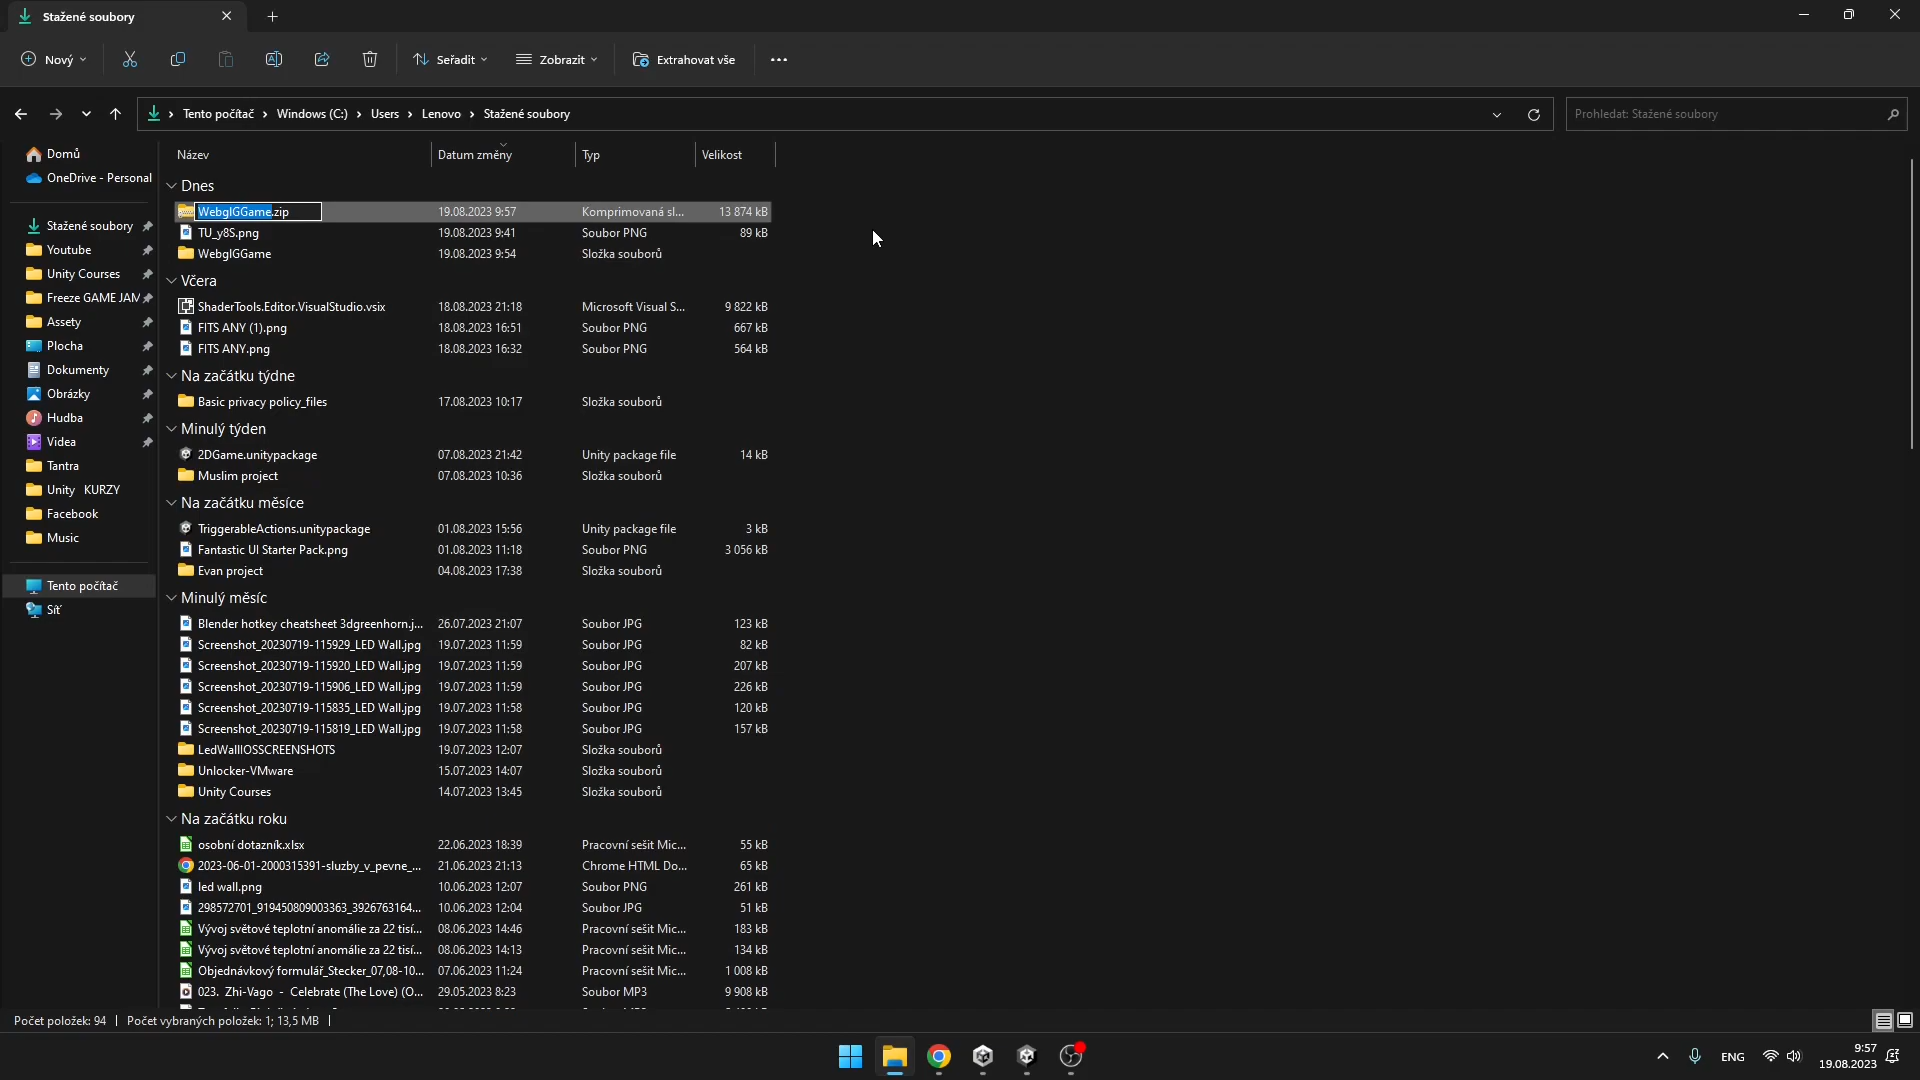 Stažené soubory
Nový
Seřadit
Zobrazit
Extrahovat vše
Tento počítač > Windows (C:) > Users > Lenovo > Stažené soubory
Prohledat: Stažené soubory
Domů
OneDrive - Personal
Stažené soubory
Youtube
Unity Courses
Freeze GAME JAM
Assety
Plocha
Dokumenty
Obrázky
Hudba
Videa
Tantra
Unity KURZY
Facebook
Music
Tento počítač
Síť
Název Datum změny Typ Velikost
Dnes
WebglGGame.zip 19.08.2023 9:57 Komprimovaná sl... 13 874 kB
TU_y8S.png 19.08.2023 9:41 Soubor PNG 89 kB
WebglGGame 19.08.2023 9:54 Složka souborů
Včera
ShaderTools.Editor.VisualStudio.vsix 18.08.2023 21:18 Microsoft Visual S... 9 822 kB
FITS ANY (1).png 18.08.2023 16:51 Soubor PNG 667 kB
FITS ANY.png 18.08.2023 16:32 Soubor PNG 564 kB
Na začátku týdne
Basic privacy policy_files 17.08.2023 10:17 Složka souborů
Minulý týden
2DGame.unitypackage 07.08.2023 21:42 Unity package file 14 kB
Muslim project 07.08.2023 10:36 Složka souborů
Na začátku měsíce
TriggerableActions.unitypackage 01.08.2023 15:56 Unity package file 3 kB
Fantastic UI Starter Pack.png 01.08.2023 11:18 Soubor PNG 3 056 kB
Evan project 04.08.2023 17:38 Složka souborů
Minulý měsíc
Blender hotkey cheatsheet 3dgreenhorn.j... 26.07.2023 21:07 Soubor JPG 123 kB
Screenshot_20230719-115929_LED Wall.jpg 19.07.2023 11:59 Soubor JPG 82 kB
Screenshot_20230719-115920_LED Wall.jpg 19.07.2023 11:59 Soubor JPG 207 kB
Screenshot_20230719-115906_LED Wall.jpg 19.07.2023 11:59 Soubor JPG 226 kB
Screenshot_20230719-115835_LED Wall.jpg 19.07.2023 11:58 Soubor JPG 120 kB
Screenshot_20230719-115819_LED Wall.jpg 19.07.2023 11:58 Soubor JPG 157 kB
LedWallIOSSCREENSHOTS 19.07.2023 12:07 Složka souborů
Unlocker-VMware 15.07.2023 14:07 Složka souborů
Unity Courses 14.07.2023 13:45 Složka souborů
Na začátku roku
osobní dotazník.xlsx 22.06.2023 18:39 Pracovní sešit Mic... 55 kB
2023-06-01-2000315391-sluzby_v_pevne_... 21.06.2023 21:13 Chrome HTML Do... 65 kB
led wall.png 10.06.2023 12:07 Soubor PNG 261 kB
298572701_919450809003363_3926763164... 10.06.2023 12:04 Soubor JPG 51 kB
Vývoj světové teplotní anomálie za 22 tisí... 08.06.2023 14:46 Pracovní sešit Mic... 183 kB
Vývoj světové teplotní anomálie za 22 tisí... 08.06.2023 14:13 Pracovní sešit Mic... 134 kB
Objednávkový formulář_Stecker_07,08-10... 07.06.2023 11:24 Pracovní sešit Mic... 1 008 kB
023. Zhi-Vago - Celebrate (The Love) (O... 29.05.2023 8:23 Soubor MP3 9 908 kB
Počet položek: 94 Počet vybraných položek: 1; 13,5 MB
ENG
9:57
19.08.2023